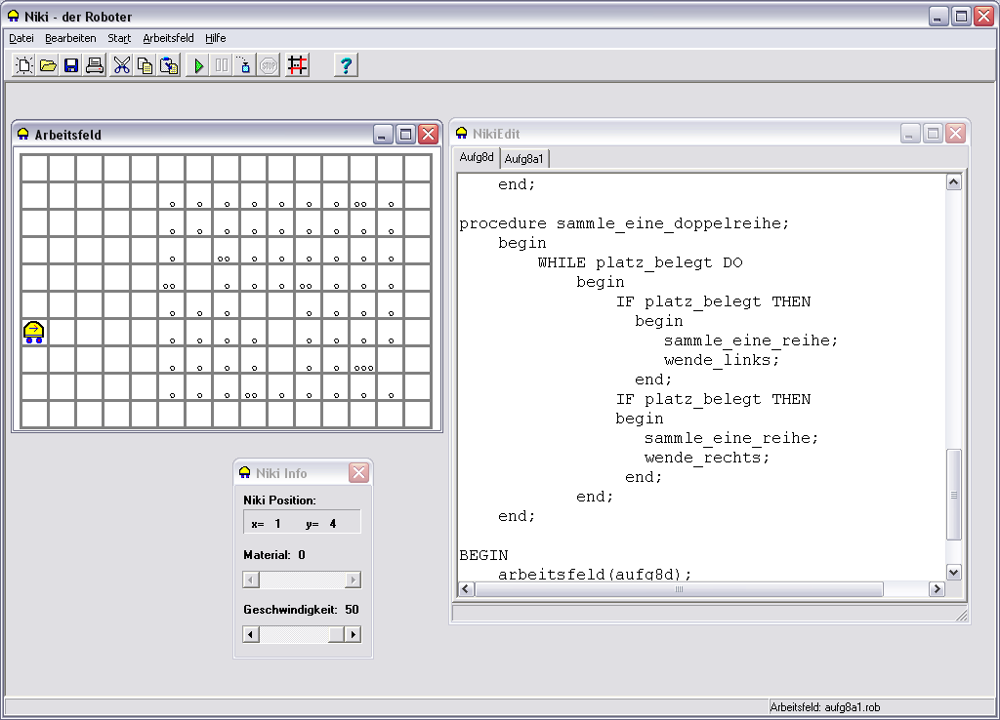 Niki - der Roboter
Datei Bearbeiten Start Arbeitsfeld Hilfe
STOP
?
Arbeitsfeld
NikiEdit
Aufg8d Aufg8a1
end;
procedure sammle_eine_doppelreihe;
begin
WHILE platz_belegt DO
begin
IF platz_belegt THEN
begin
sammle_eine_reihe;
wende_links;
end;
IF platz_belegt THEN
begin
sammle_eine_reihe;
wende_rechts;
end;
end;
end;
BEGIN
arbeitsfeld(aufg8d);
Niki Info
Niki Position:
x= 1 y= 4
Material: 0
Geschwindigkeit: 50
Arbeitsfeld: aufg8a1.rob